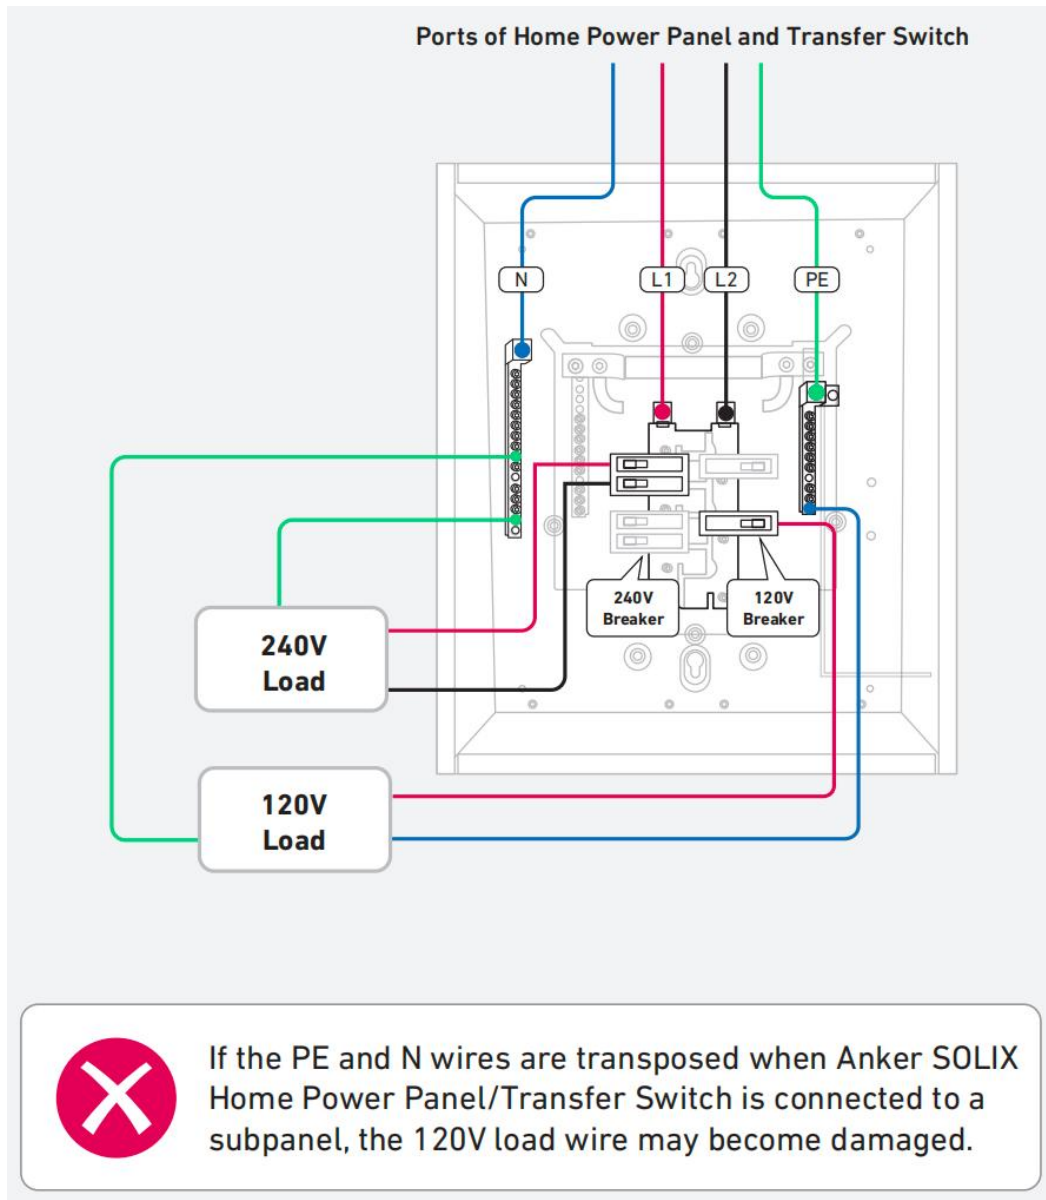 Ports of Home Power Panel and Transfer Switch
N
L1
L2
PE
240V
Breaker
120V
Breaker
240V
Load
120V
Load
If the PE and N wires are transposed when Anker SOLIX
Home Power Panel/Transfer Switch is connected to a
subpanel, the 120V load wire may become damaged.